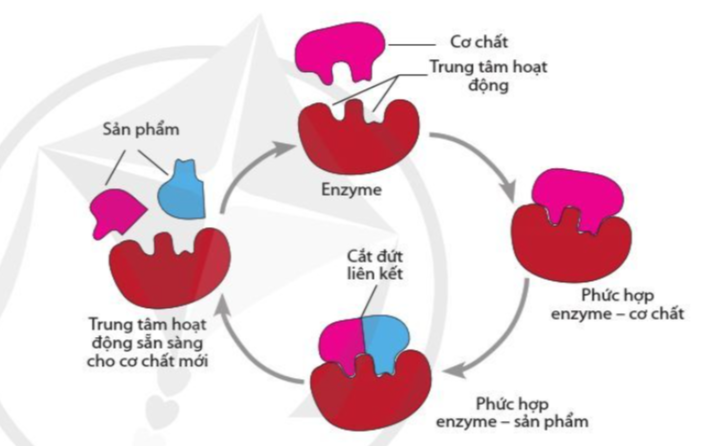 Cơ chất
Trung tâm hoạt
động
Enzyme
Phức hợp
enzyme – cơ chất
Cắt đứt
liên kết
Phức hợp
enzyme – sản phẩm
Sản phẩm
Trung tâm hoạt
động sẵn sàng
cho cơ chất mới